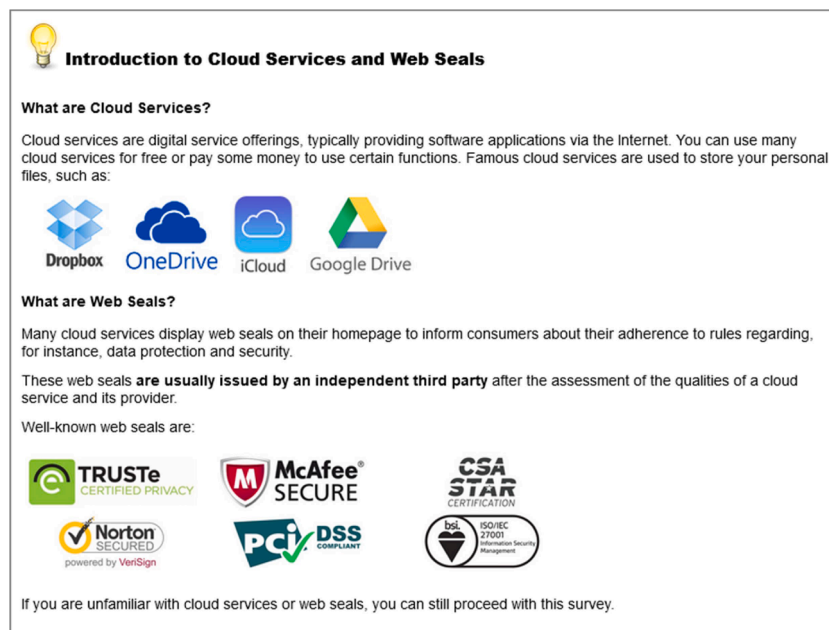 Introduction to Cloud Services and Web Seals
What are Cloud Services?
Cloud services are digital service offerings, typically providing software applications via the Internet. You can use many
cloud services for free or pay some money to use certain functions. Famous cloud services are used to store your personal
files, such as:
Dropbox OneDrive iCloud Google Drive
What are Web Seals?
Many cloud services display web seals on their homepage to inform consumers about their adherence to rules regarding,
for instance, data protection and security.
These web seals are usually issued by an independent third party after the assessment of the qualities of a cloud
service and its provider.
Well-known web seals are:
e TRUSTe
CERTIFIED PRIVACY
M McAfee®
SECURE
CSA
STAR
CERTIFICATION
Norton
SECURED
powered by VeriSign
PCI DSS
COMPLIANT
bsi. ISO/IEC
27001
Information Security
Management
If you are unfamiliar with cloud services or web seals, you can still proceed with this survey.